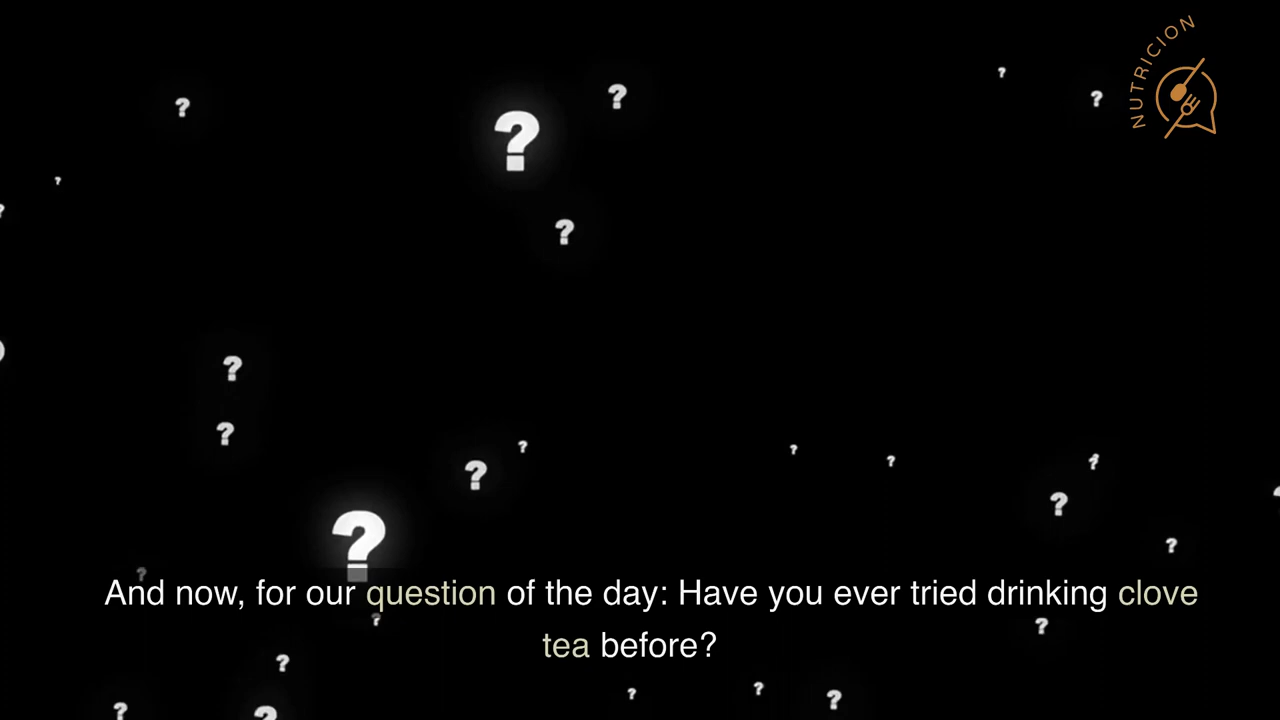 NUTRICION
And now, for our question of the day: Have you ever tried drinking clove
tea before?